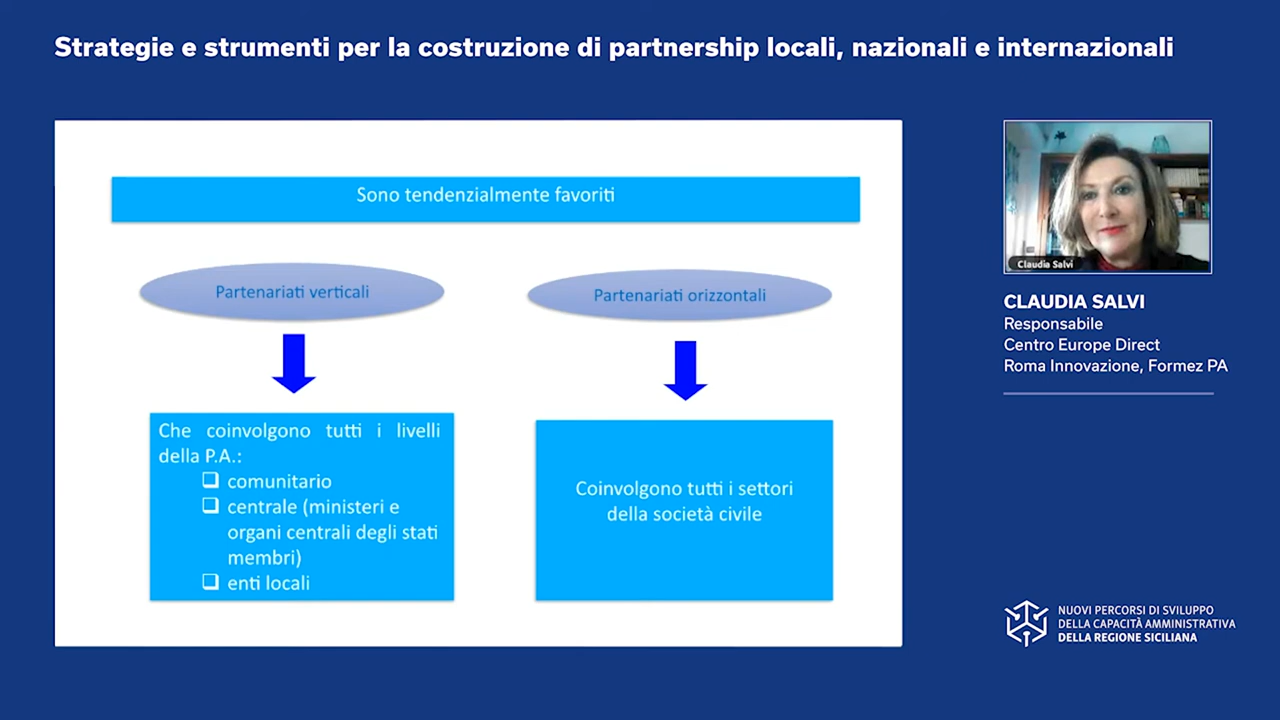 Strategie e strumenti per la costruzione di partnership locali, nazionali e internazionali
Sono tendenzialmente favoriti
Partenariati verticali
Partenariati orizzontali
Che coinvolgono tutti i livelli
della P.A.:
❑ comunitario
❑ centrale (ministeri e
organi centrali degli stati
membri)
❑ enti locali
Coinvolgono tutti i settori
della società civile
Claudia Salvi
CLAUDIA SALVI
Responsabile
Centro Europe Direct
Roma Innovazione, Formez PA
NUOVI PERCORSI DI SVILUPPO
DELLA CAPACITÀ AMMINISTRATIVA
DELLA REGIONE SICILIANA